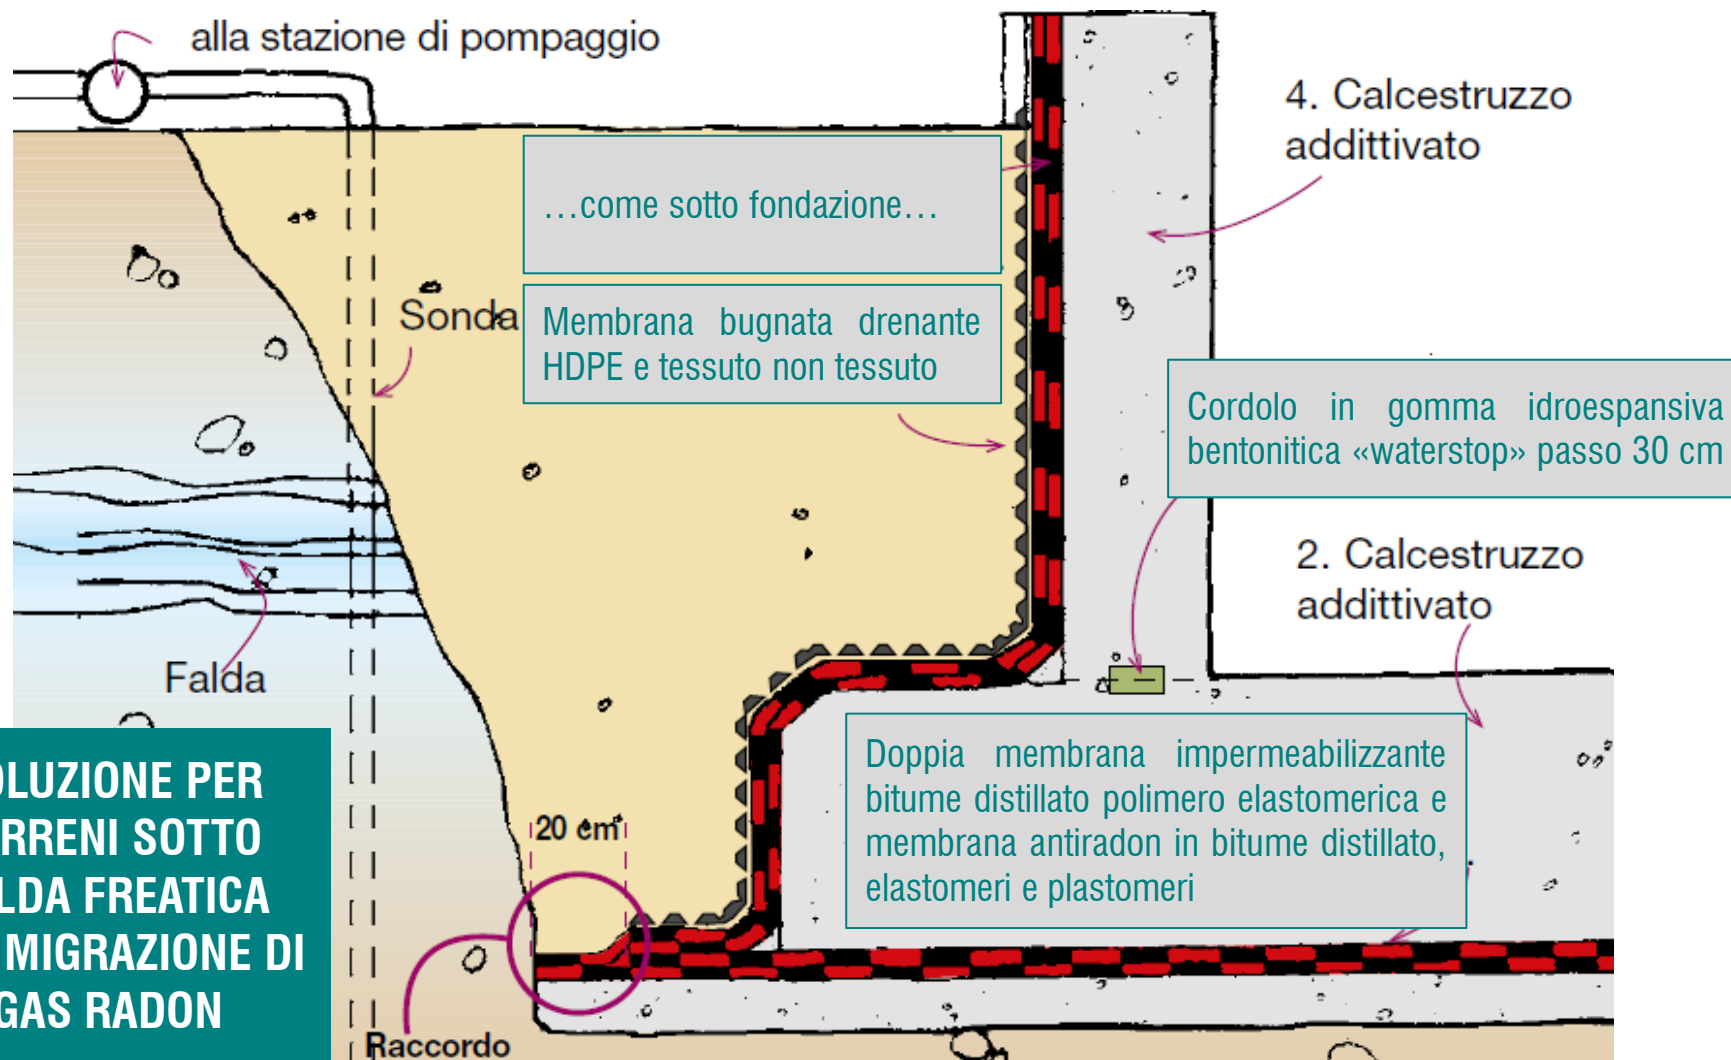 alla stazione di pompaggio
4. Calcestruzzo
addittivato
…come sotto fondazione…
Sonda
Membrana bugnata drenante
HDPE e tessuto non tessuto
Cordolo in gomma idroespansiva
bentonitica «waterstop» passo 30 cm
2. Calcestruzzo
addittivato
Falda
Doppia membrana impermeabilizzante
bitume distillato polimero elastomerica e
membrana antiradon in bitume distillato,
elastomeri e plastomeri
20 cm
OLUZIONE PER
RRENI SOTTO
LDA FREATICA
MIGRAZIONE DI
GAS RADON
Raccordo